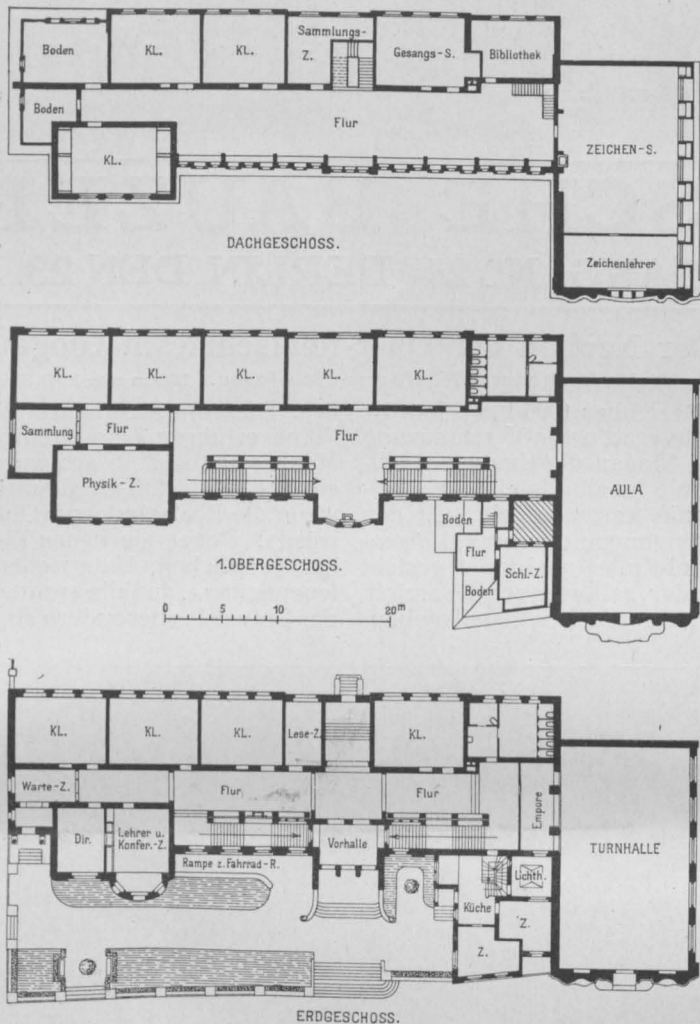 Boden
KL.
KL.
Sammlungs-
Z.
Gesangs-S.
Bibliothek
Boden
Flur
KL.
ZEICHEN-S.
Zeichenlehrer
DACHGESCHOSS.
KL.
KL.
KL.
KL.
KL.
Sammlung
Flur
Flur
Physik-Z.
AULA
Boden
Flur
Schl.-Z.
Boden
1.OBERGESCHOSS.
0 5 10 20m
KL.
KL.
KL.
Lese-Z.
KL.
Warte-Z.
Flur
Flur
Empore
Dir.
Lehrer u.
Konfer.-Z.
Vorhalle
TURNHALLE
Rampe z. Fahrrad-R.
Lichth.
Küche
Z.
Z.
ERDGESCHOSS.